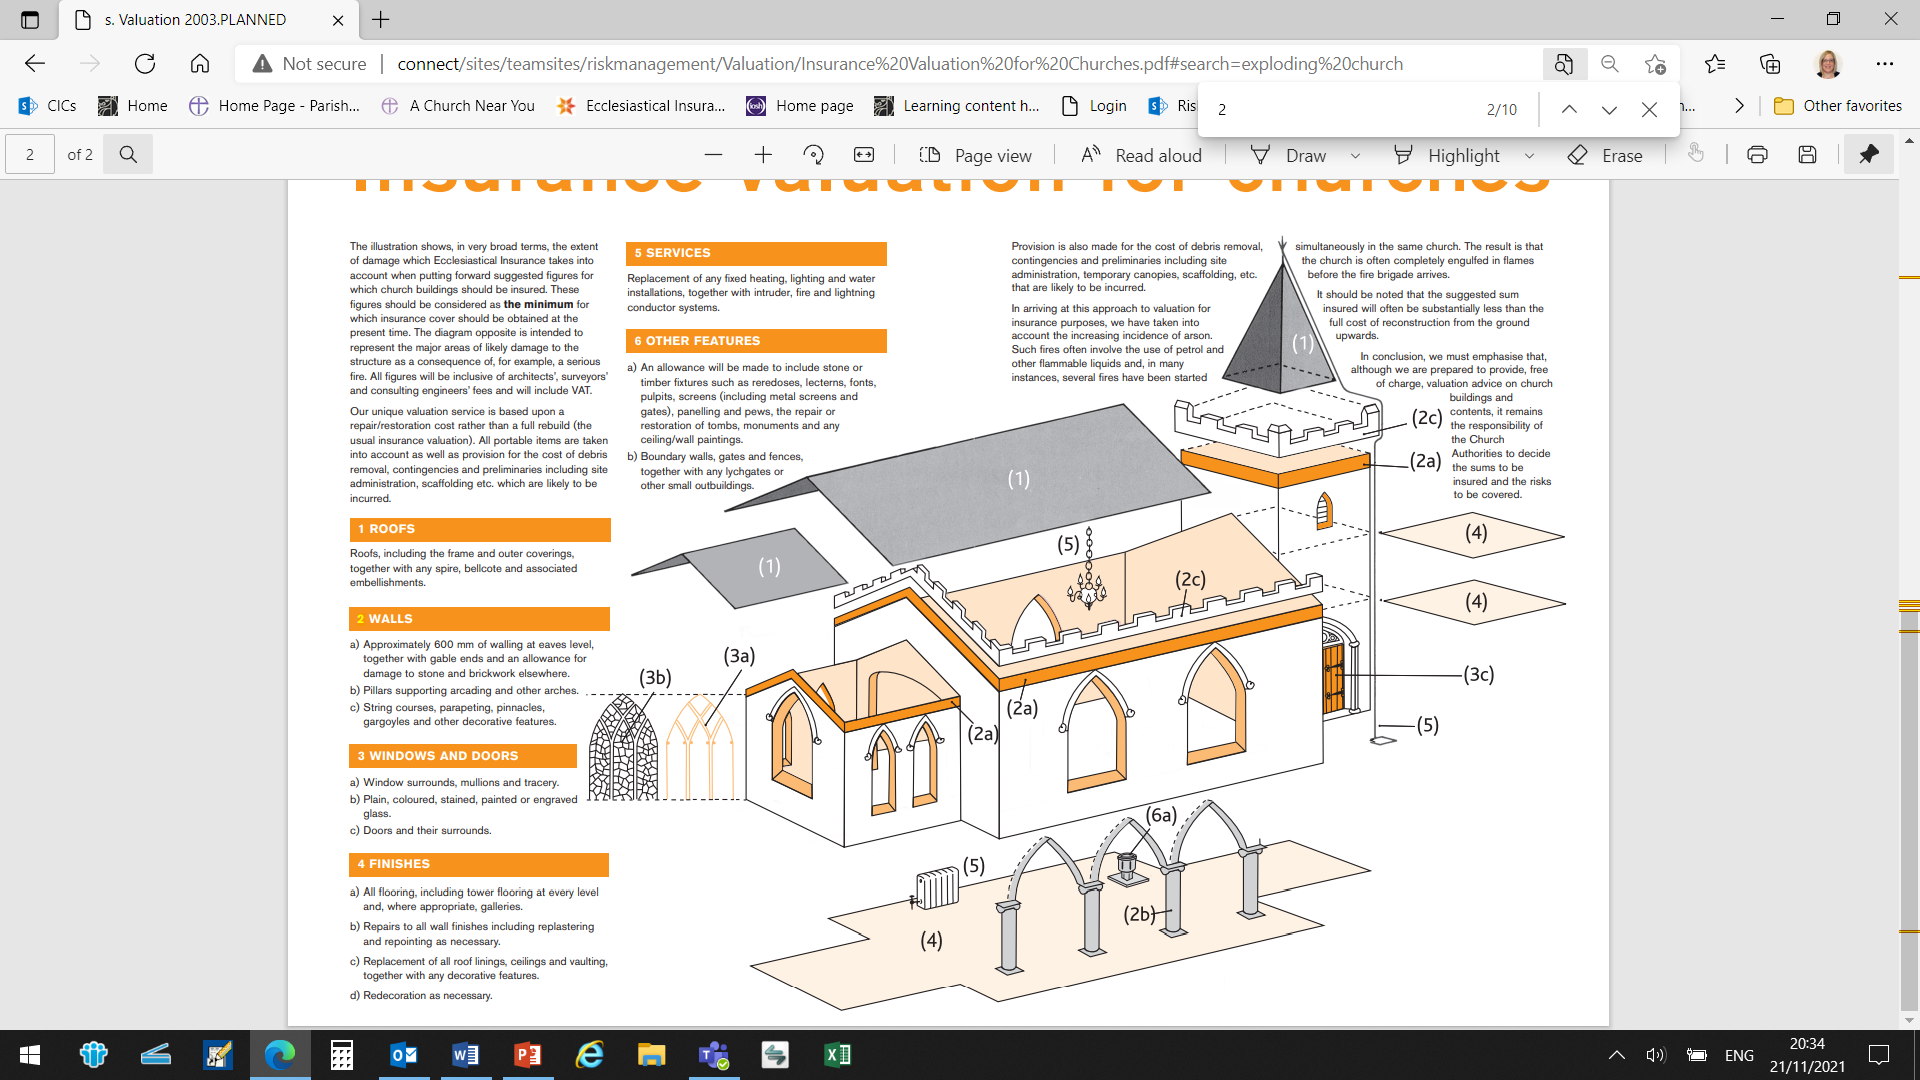 s. Valuation 2003.PLANNED
Not secure
connect/sites/teamsites/riskmanagement/Valuation/Insurance%20Valuation%20for%20Churches.pdf#search=exploding%20church
CICs
Home
Home Page - Parish...
A Church Near You
Ecclesiastical Insura...
Home page
Learning content h...
Login
Other favorites
2
2/10
2
of 2
Page view
Read aloud
Draw
Highlight
Erase
Insurance valuation for churches
The illustration shows, in very broad terms, the extent
of damage which Ecclesiastical Insurance takes into
account when putting forward suggested figures for
which church buildings should be insured. These
figures should be considered as the minimum for
which insurance cover should be obtained at the
present time. The diagram opposite is intended to
represent the major areas of likely damage to the
structure as a consequence of, for example, a serious
fire. All figures will be inclusive of architects', surveyors'
and consulting engineers' fees and will include VAT.
Our unique valuation service is based upon a
repair/restoration cost rather than a full rebuild (the
usual insurance valuation). All portable items are taken
into account as well as provision for the cost of debris
removal, contingencies and preliminaries including site
administration, scaffolding etc. which are likely to be
incurred.
1 ROOFS
Roofs, including the frame and outer coverings,
together with any spire, bellcote and associated
embellishments.
2 WALLS
a) Approximately 600 mm of walling at eaves level,
together with gable ends and an allowance for
damage to stone and brickwork elsewhere.
b) Pillars supporting arcading and other arches.
c) String courses, parapeting, pinnacles,
gargoyles and other decorative features.
3 WINDOWS AND DOORS
a) Window surrounds, mullions and tracery.
b) Plain, coloured, stained, painted or engraved
glass.
c) Doors and their surrounds.
4 FINISHES
a) All flooring, including tower flooring at every level
and, where appropriate, galleries.
b) Repairs to all wall finishes including replastering
and repointing as necessary.
c) Replacement of all roof linings, ceilings and vaulting,
together with any decorative features.
d) Redecoration as necessary.
5 SERVICES
Replacement of any fixed heating, lighting and water
installations, together with intruder, fire and lightning
conductor systems.
6 OTHER FEATURES
a) An allowance will be made to include stone or
timber fixtures such as reredoses, lecterns, fonts,
pulpits, screens (including metal screens and
gates), panelling and pews, the repair or
restoration of tombs, monuments and any
ceiling/wall paintings.
b) Boundary walls, gates and fences,
together with any lychgates or
other small outbuildings.
Provision is also made for the cost of debris removal,
contingencies and preliminaries including site
administration, temporary canopies, scaffolding, etc.
that are likely to be incurred.
In arriving at this approach to valuation for
insurance purposes, we have taken into
account the increasing incidence of arson.
Such fires often involve the use of petrol and
other flammable liquids and, in many
instances, several fires have been started
simultaneously in the same church. The result is that
the church is often completely engulfed in flames
before the fire brigade arrives.
It should be noted that the suggested sum
insured will often be substantially less than the
full cost of reconstruction from the ground
upwards.
In conclusion, we must emphasise that,
although we are prepared to provide, free
of charge, valuation advice on church
buildings and
contents, it remains
the responsibility of
the Church
Authorities to decide
the sums to be
insured and the risks
to be covered.
(1)
(2c)
(2a)
(1)
(4)
(5)
(1)
(2c)
(4)
(3a)
(3b)
(3c)
(2a)
(2a)
(5)
(6a)
(5)
(2b)
(4)
ENG
20:34
21/11/2021